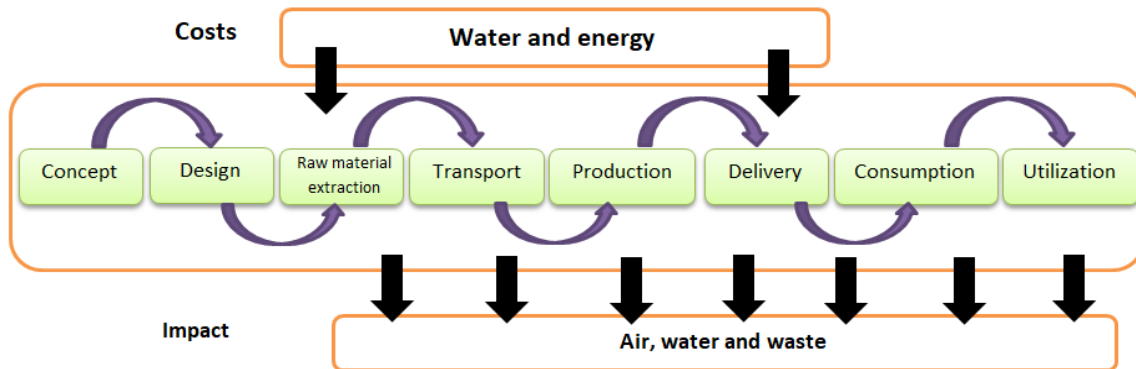 Costs
Water and energy
Concept
Design
Raw material
extraction
Transport
Production
Delivery
Consumption
Utilization
Impact
Air, water and waste